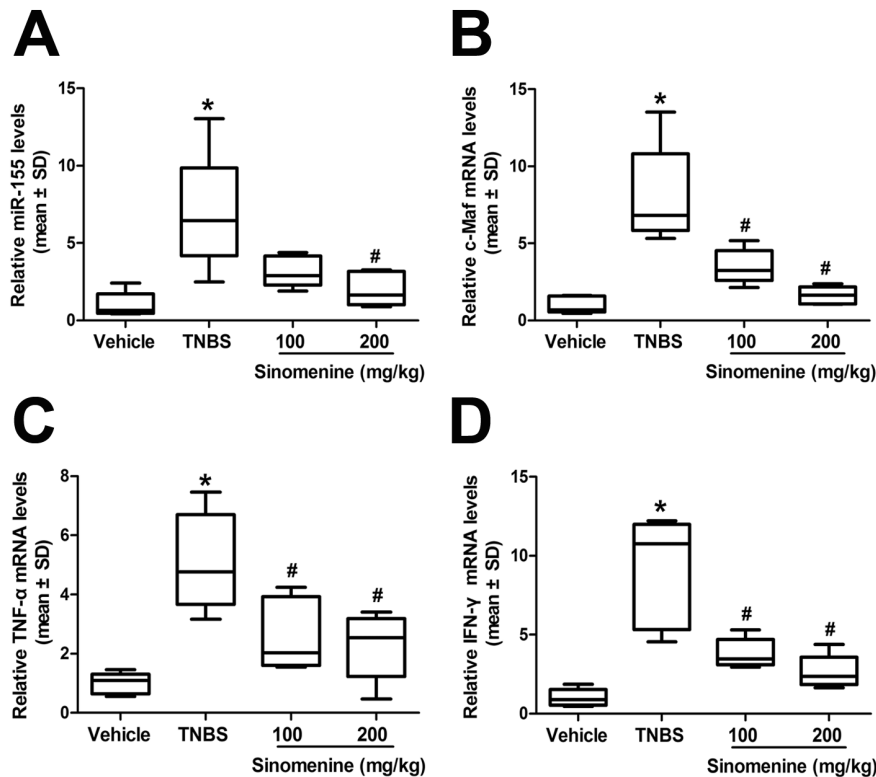 A
Relative miR-155 levels
(mean ± SD)
15
10
5
0
*
#
Vehicle
TNBS
100
200
Sinomenine (mg/kg)
B
Relative c-Maf mRNA levels
(mean ± SD)
15
10
5
0
*
#
#
Vehicle
TNBS
100
200
Sinomenine (mg/kg)
C
Relative TNF-α mRNA levels
(mean ± SD)
8
6
4
2
0
*
#
#
Vehicle
TNBS
100
200
Sinomenine (mg/kg)
D
Relative IFN-γ mRNA levels
(mean ± SD)
15
10
5
0
*
#
#
Vehicle
TNBS
100
200
Sinomenine (mg/kg)